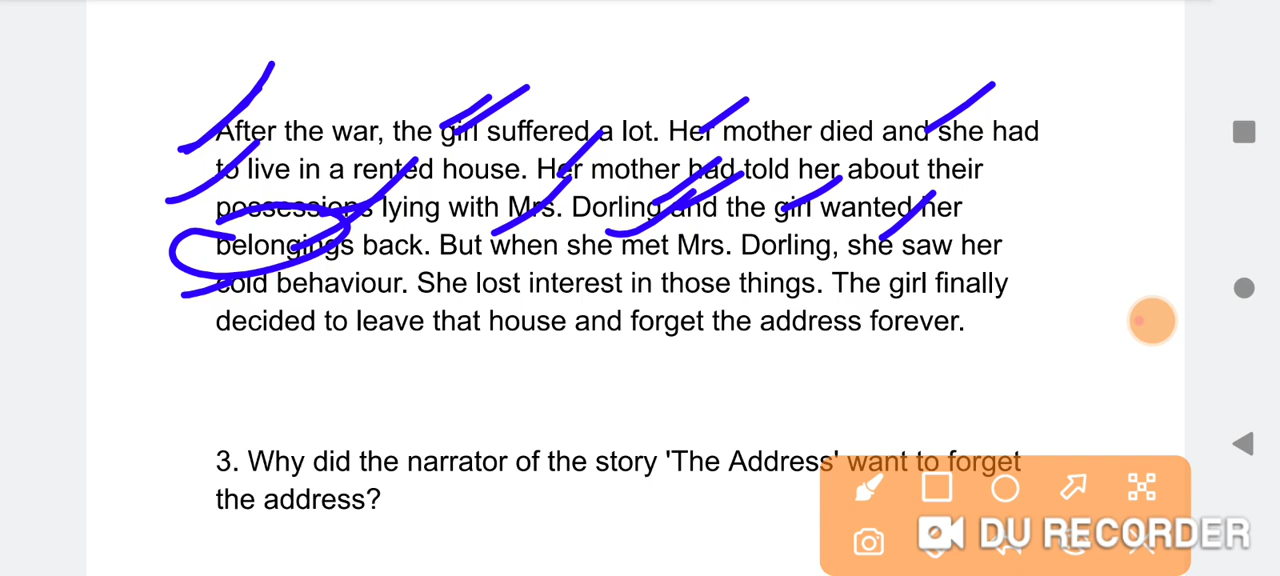 After the war, the girl suffered a lot. Her mother died and she had
to live in a rented house. Her mother had told her about their
possessions lying with Mrs. Dorling and the girl wanted her
belongings back. But when she met Mrs. Dorling, she saw her
cold behaviour. She lost interest in those things. The girl finally
decided to leave that house and forget the address forever.
3. Why did the narrator of the story 'The Address' want to forget
the address?
DU RECORDER